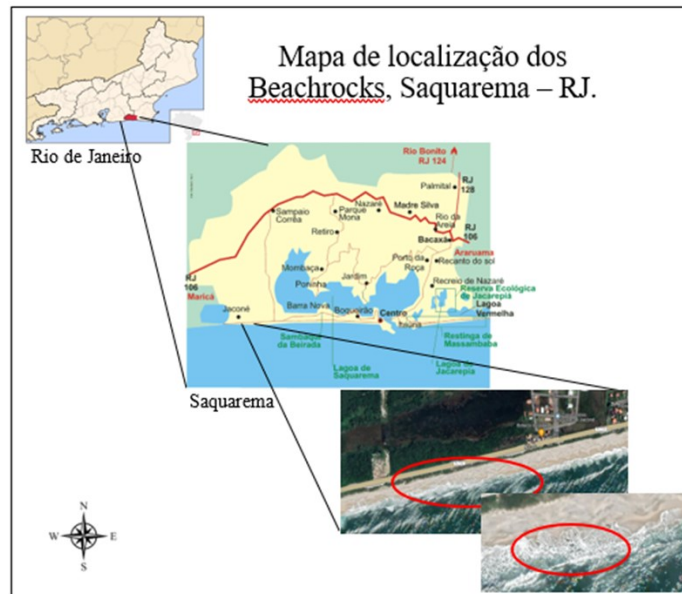 Mapa de localização dos
Beachrocks, Saquarema – RJ.
Rio de Janeiro
Rio Bonito
RJ 124
Palmital
RJ
128
Sampaio
Corrêa
Nazaré
Parque
Mona
Madre Silva
Rio da
Areia
Retiro
Bacaxá
RJ
106
Araruama
Mombaça
Poninha
Jardim
Porto da
Roça
Recanto do sol
RJ
106
Maricá
Recreio de Nazaré
Reserva Ecológica
de Jacarepiá
Lagoa
Vermelha
Jaconé
Barra Nova
Boqueirão
Centro
Itaúna
Sambaqui
da Beirada
Restinga de
Massambaba
Lagoa de
Saquarema
Lagoa de
Jacarepiá
Saquarema
N
W
E
S